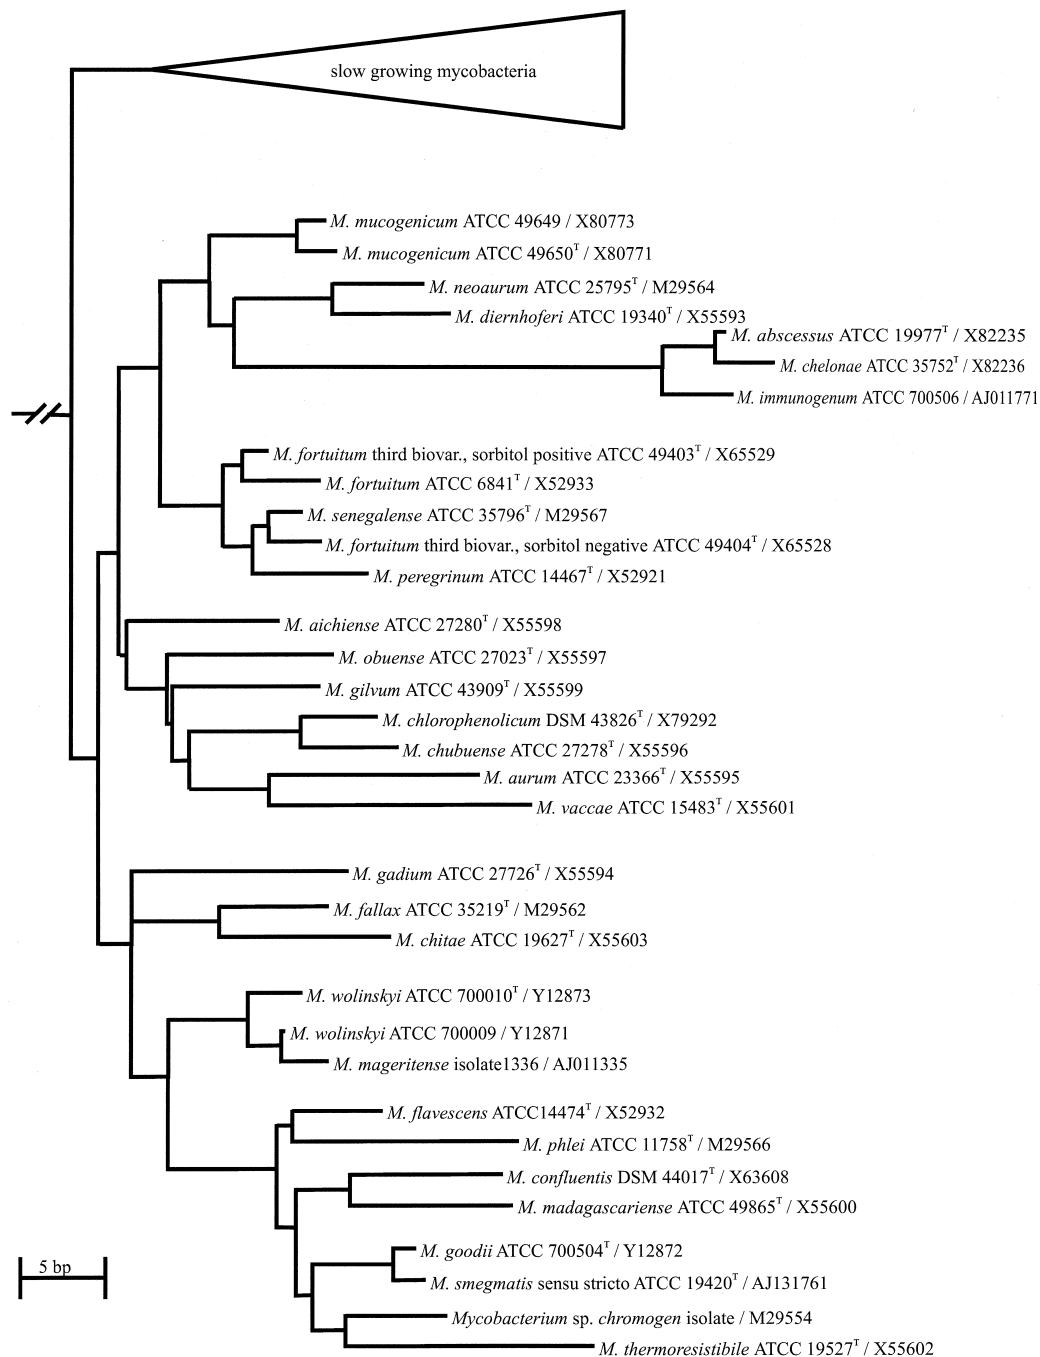 slow growing mycobacteria
M. mucogenicum ATCC 49649 / X80773
M. mucogenicum ATCC 49650T / X80771
M. neoaurum ATCC 25795T / M29564
M. diernhoferi ATCC 19340T / X55593
M. abscessus ATCC 19977T / X82235
M. chelonae ATCC 35752T / X82236
M. immunogenum ATCC 700506 / AJ011771
M. fortuitum third biovar., sorbitol positive ATCC 49403T / X65529
M. fortuitum ATCC 6841T / X52933
M. senegalense ATCC 35796T / M29567
M. fortuitum third biovar., sorbitol negative ATCC 49404T / X65528
M. peregrinum ATCC 14467T / X52921
M. aichiense ATCC 27280T / X55598
M. obuense ATCC 27023T / X55597
M. gilvum ATCC 43909T / X55599
M. chlorophenolicum DSM 43826T / X79292
M. chubuense ATCC 27278T / X55596
M. aurum ATCC 23366T / X55595
M. vaccae ATCC 15483T / X55601
M. gadium ATCC 27726T / X55594
M. fallax ATCC 35219T / M29562
M. chitae ATCC 19627T / X55603
M. wolinskyi ATCC 700010T / Y12873
M. wolinskyi ATCC 700009 / Y12871
M. mageritense isolate1336 / AJ011335
M. flavescens ATCC14474T / X52932
M. phlei ATCC 11758T / M29566
M. confluentis DSM 44017T / X63608
M. madagascariense ATCC 49865T / X55600
M. goodii ATCC 700504T / Y12872
5 bp
M. smegmatis sensu stricto ATCC 19420T / AJ131761
Mycobacterium sp. chromogen isolate / M29554
M. thermoresistibile ATCC 19527T / X55602